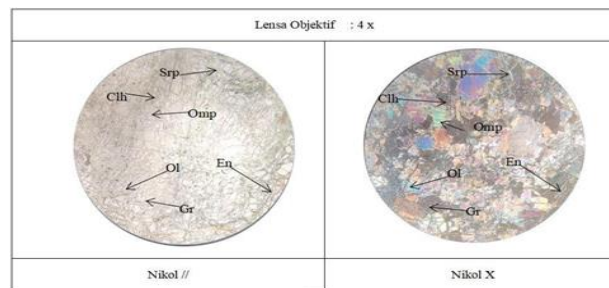 Lensa Objektif : 4 x
Srp
Clh
Omp
Ol
En
Gr
Srp
Clh
Omp
Ol
En
Gr
Nikol //
Nikol X